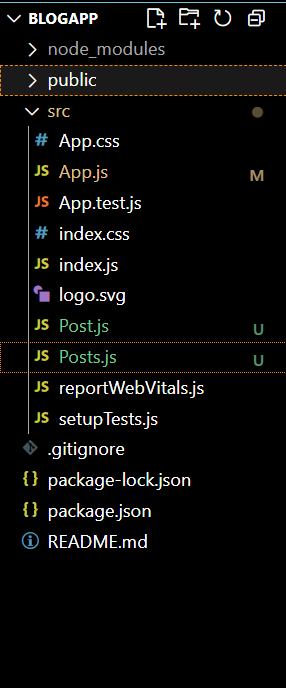 BLOGAPP
node_modules
public
src
# App.css
JS App.js M
JS App.test.js
# index.css
JS index.js
logo.svg
JS Post.js U
JS Posts.js U
JS reportWebVitals.js
JS setupTests.js
.gitignore
{} package-lock.json
{} package.json
README.md